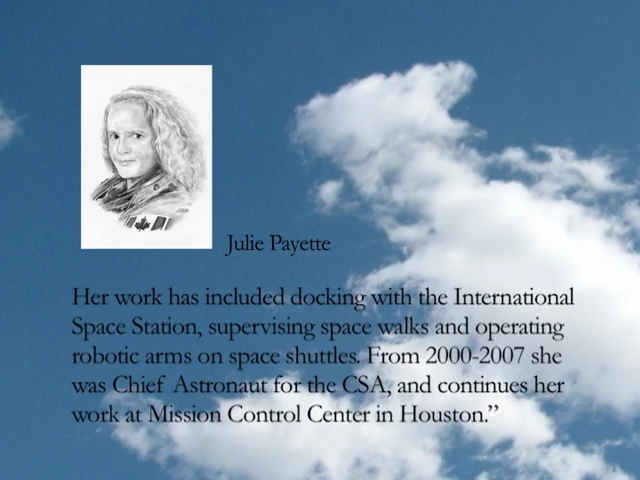 Julie Payette
Her work has included docking with the International
Space Station, supervising space walks and operating
robotic arms on space shuttles. From 2000-2007 she
was Chief Astronaut for the CSA, and continues her
work at Mission Control Center in Houston.”